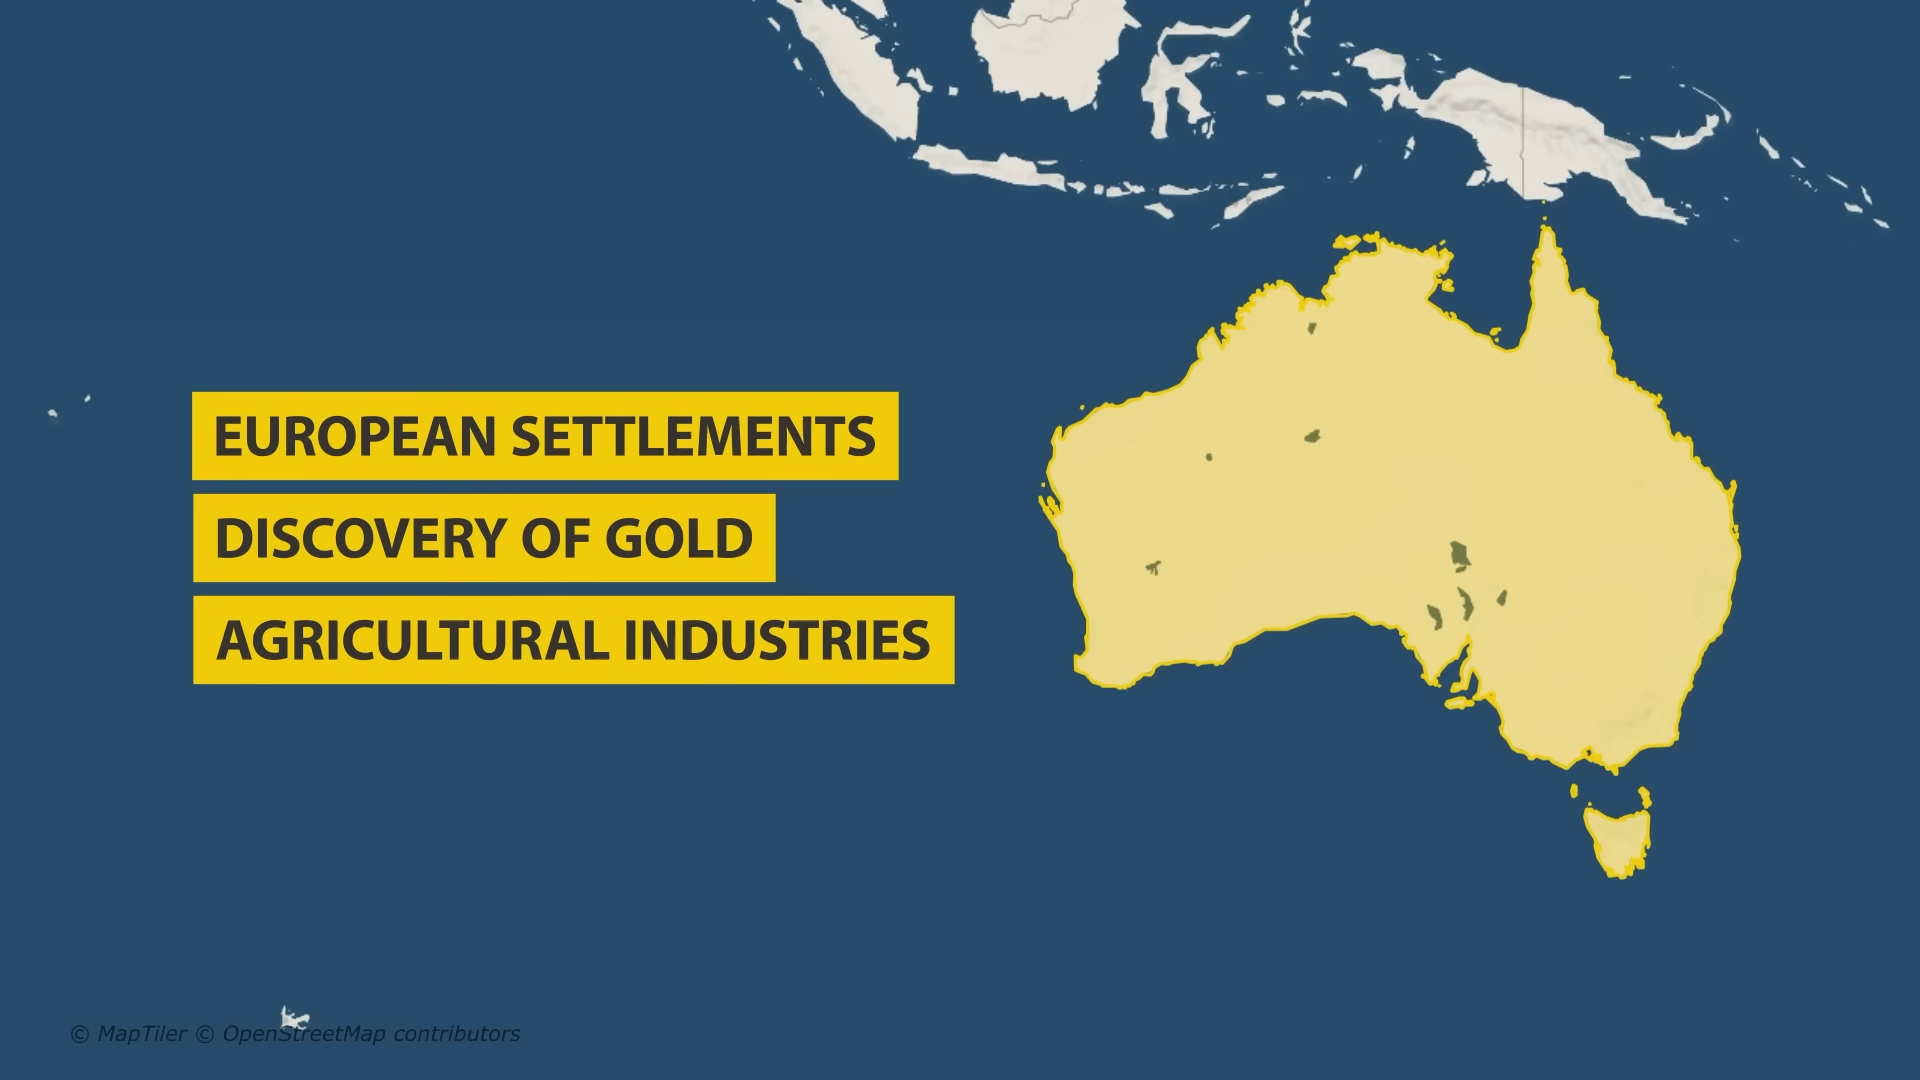 EUROPEAN SETTLEMENTS
DISCOVERY OF GOLD
AGRICULTURAL INDUSTRIES
© MapTiler © OpenStreetMap contributors